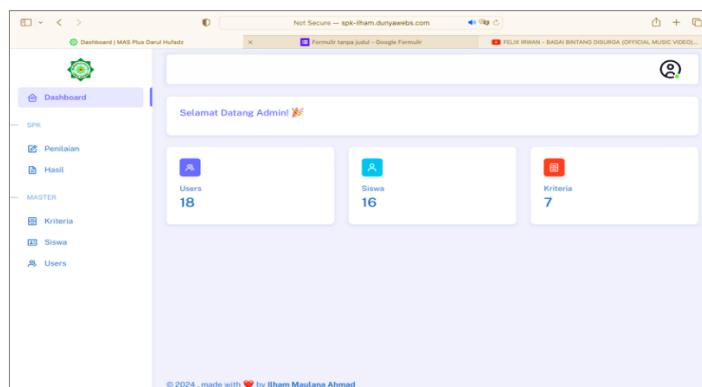 Not Secure — spk-ilham.dunyawebs.com
Dashboard | MAS Plus Darul Hufadz
Formulir tanpa judul - Google Formulir
FELIX IRWAN - BAGAI BINTANG DISURGA (OFFICIAL MUSIC VIDEO)...
Dashboard
SPK
Penilaian
Hasil
MASTER
Kriteria
Siswa
Users
Selamat Datang Admin! 🎉
Users
18
Siswa
16
Kriteria
7
© 2024 , made with ❤️ by Ilham Maulana Ahmad